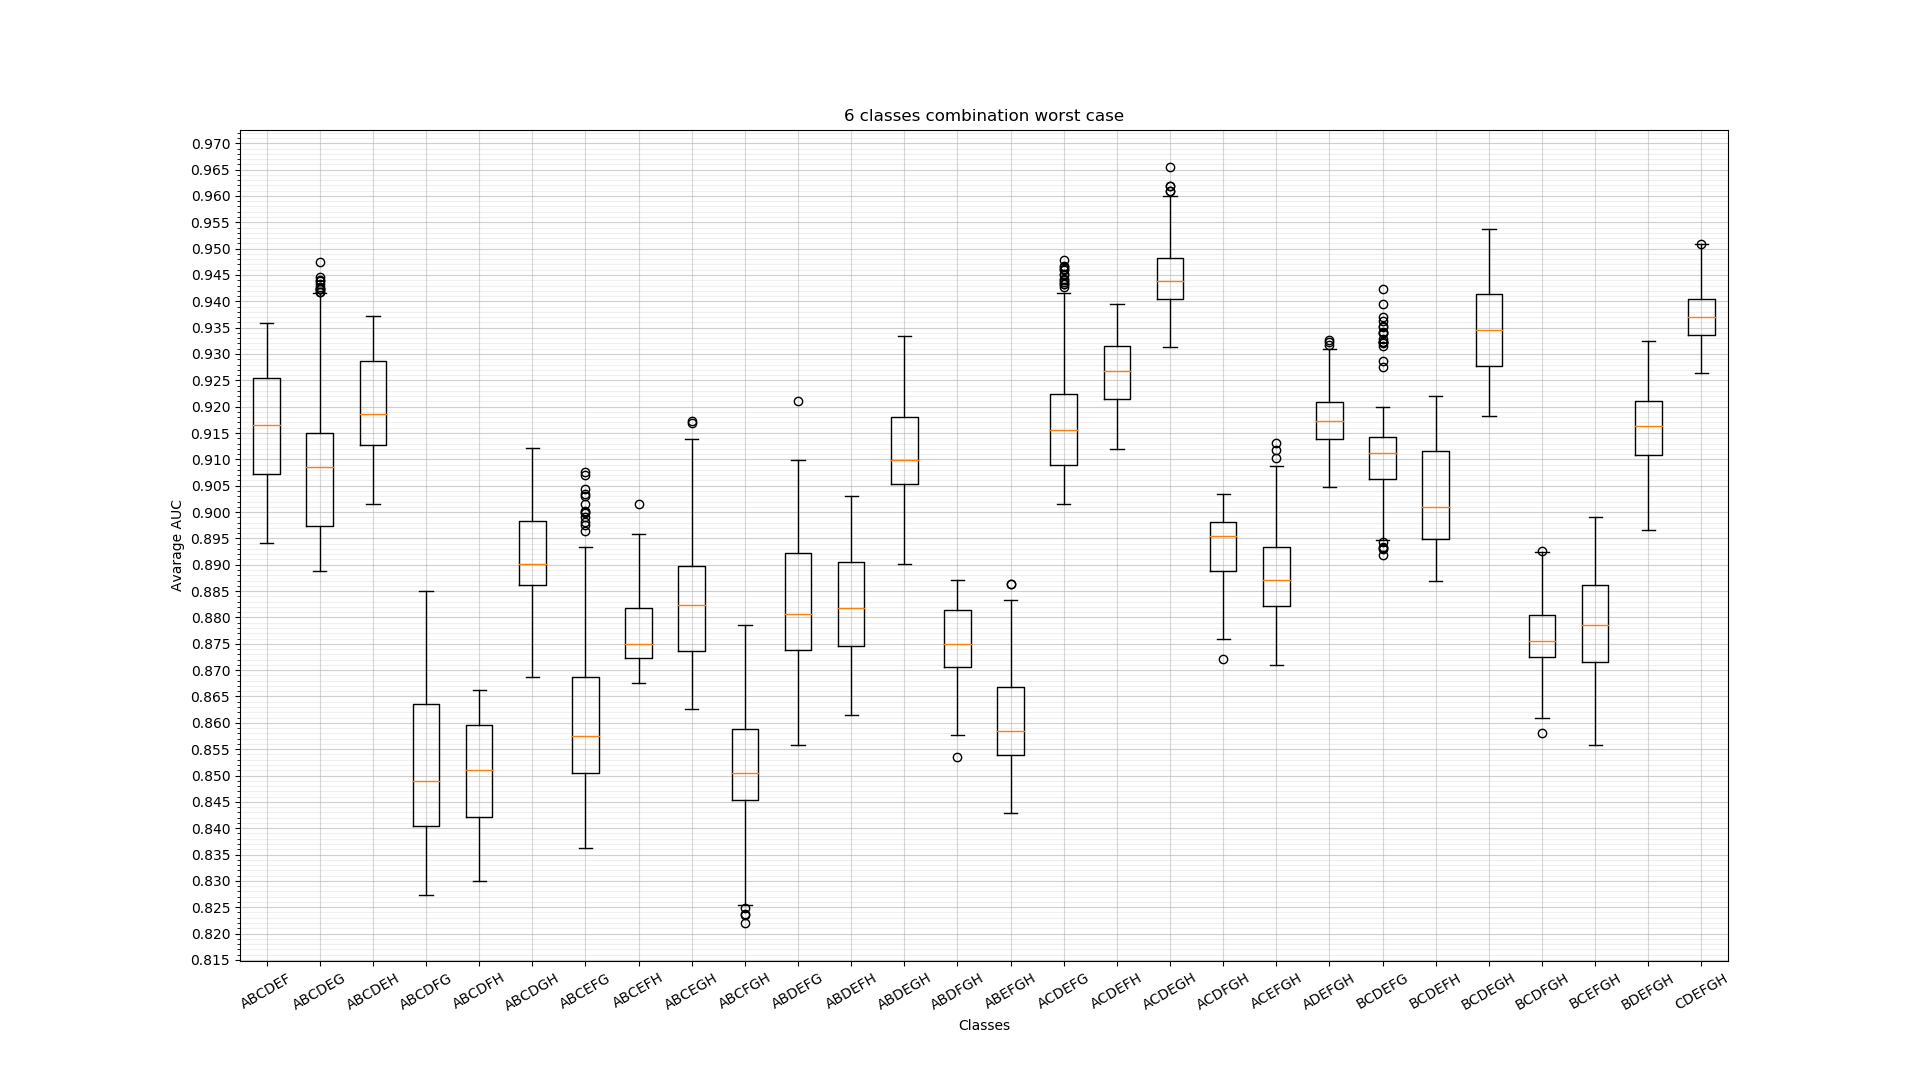 6 classes combination worst case
0.970
0.965
0.960
0.955
0.950
0.945
0.940
0.935
0.930
0.925
0.920
0.915
0.910
0.905
0.900
0.895
0.890
0.885
0.880
0.875
0.870
0.865
0.860
0.855
0.850
0.845
0.840
0.835
0.830
0.825
0.820
0.815
Avarage AUC
ABCDEF
ABCDEG
ABCDEH
ABCDFG
ABCDFH
ABCDGH
ABCEFG
ABCEFH
ABCEGH
ABCFGH
ABDEFG
ABDEFH
ABDEGH
ABDFGH
ABEFGH
ACDEFG
ACDEFH
ACDEGH
ACDFGH
ACEFGH
ADEFGH
BCDEFG
BCDEFH
BCDEGH
BCDFGH
BCEFGH
BDEFGH
CDEFGH
Classes